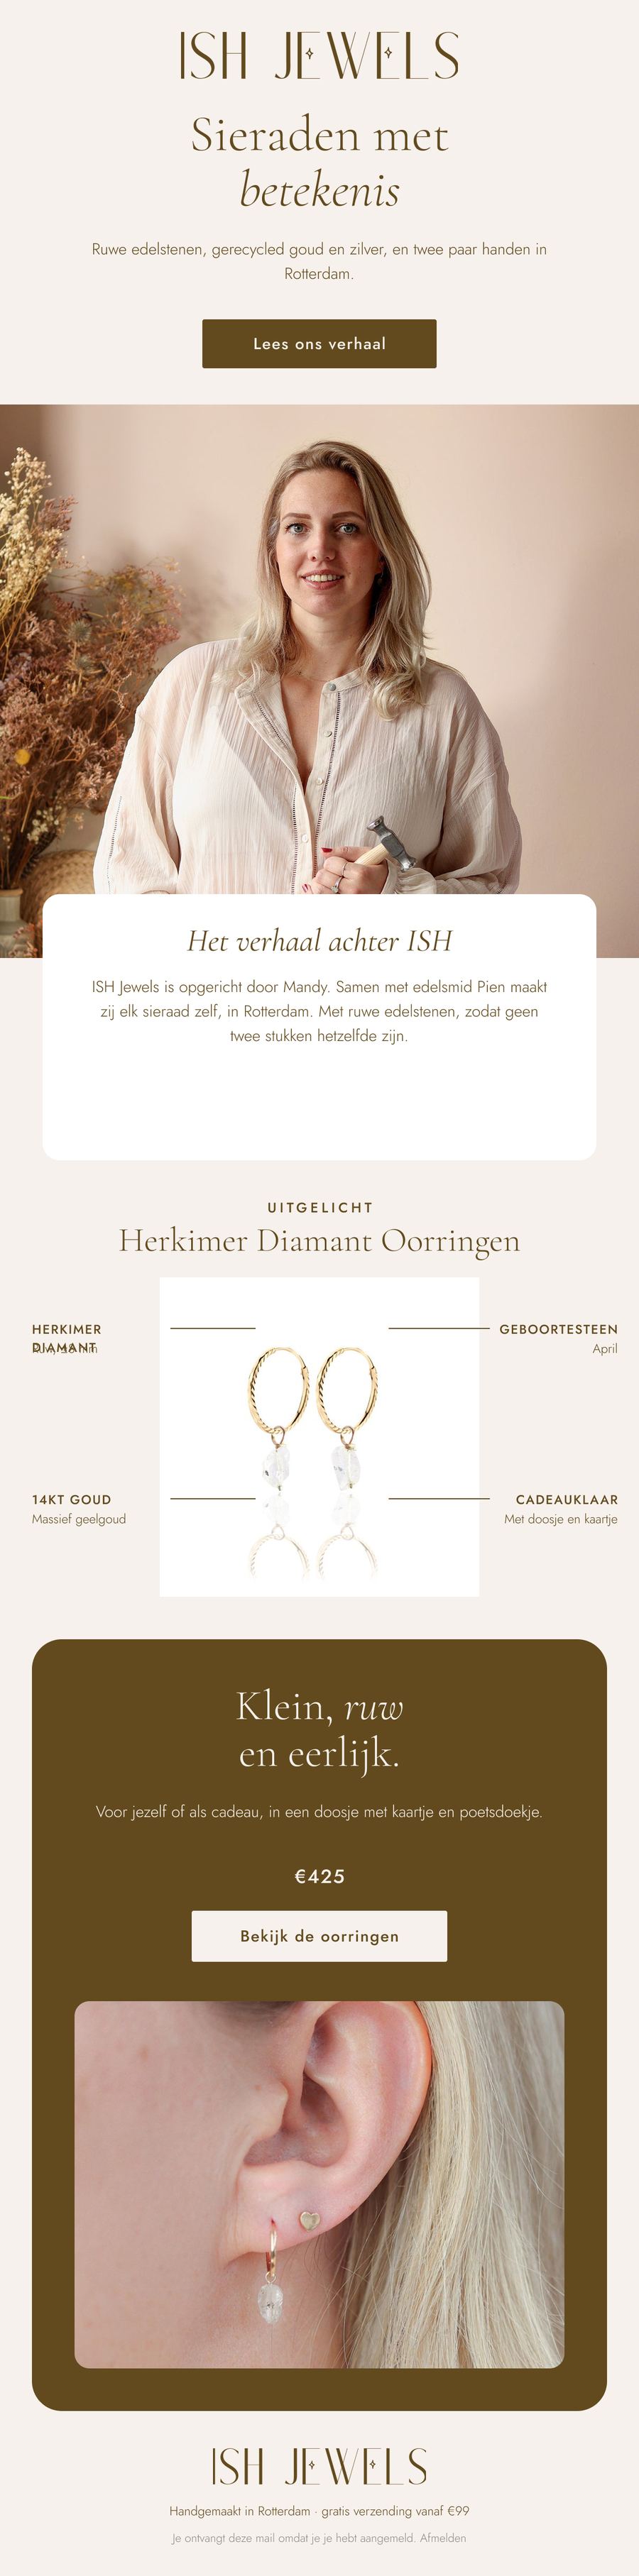 ISH JEWELS
Sieraden met
betekenis
Ruwe edelstenen, gerecycled goud en zilver, en twee paar handen in
Rotterdam.
Lees ons verhaal
Het verhaal achter ISH
ISH Jewels is opgericht door Mandy. Samen met edelsmid Pien maakt
zij elk sieraad zelf, in Rotterdam. Met ruwe edelstenen, zodat geen
twee stukken hetzelfde zijn.
UITGELICHT
Herkimer Diamant Oorringen
HERKIMER
DIAMANT
GEBOORTESTEEN
April
14KT GOUD
Massief geelgoud
CADEAUKLAAR
Met doosje en kaartje
Klein, ruw
en eerlijk.
Voor jezelf of als cadeau, in een doosje met kaartje en poetsdoekje.
€425
Bekijk de oorringen
ISH JEWELS
Handgemaakt in Rotterdam · gratis verzending vanaf €99
Je ontvangt deze mail omdat je je hebt aangemeld. Afmelden